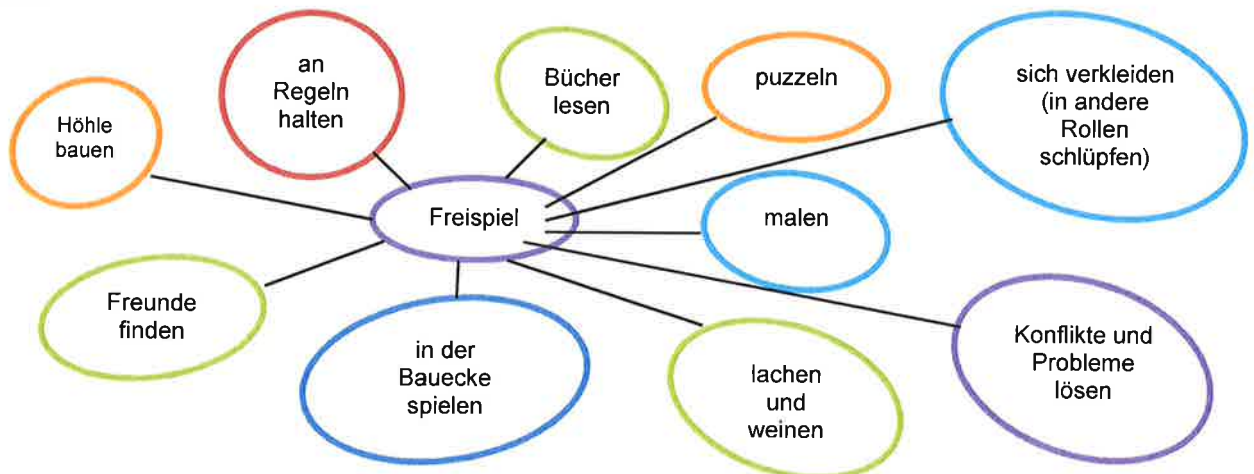 an
Regeln
halten
Bücher
lesen
puzzeln
sich verkleiden
(in andere
Rollen
schlüpfen)
Höhle
bauen
Freispiel
malen
Freunde
finden
in der
Bauecke
spielen
lachen
und
weinen
Konflikte und
Probleme
lösen